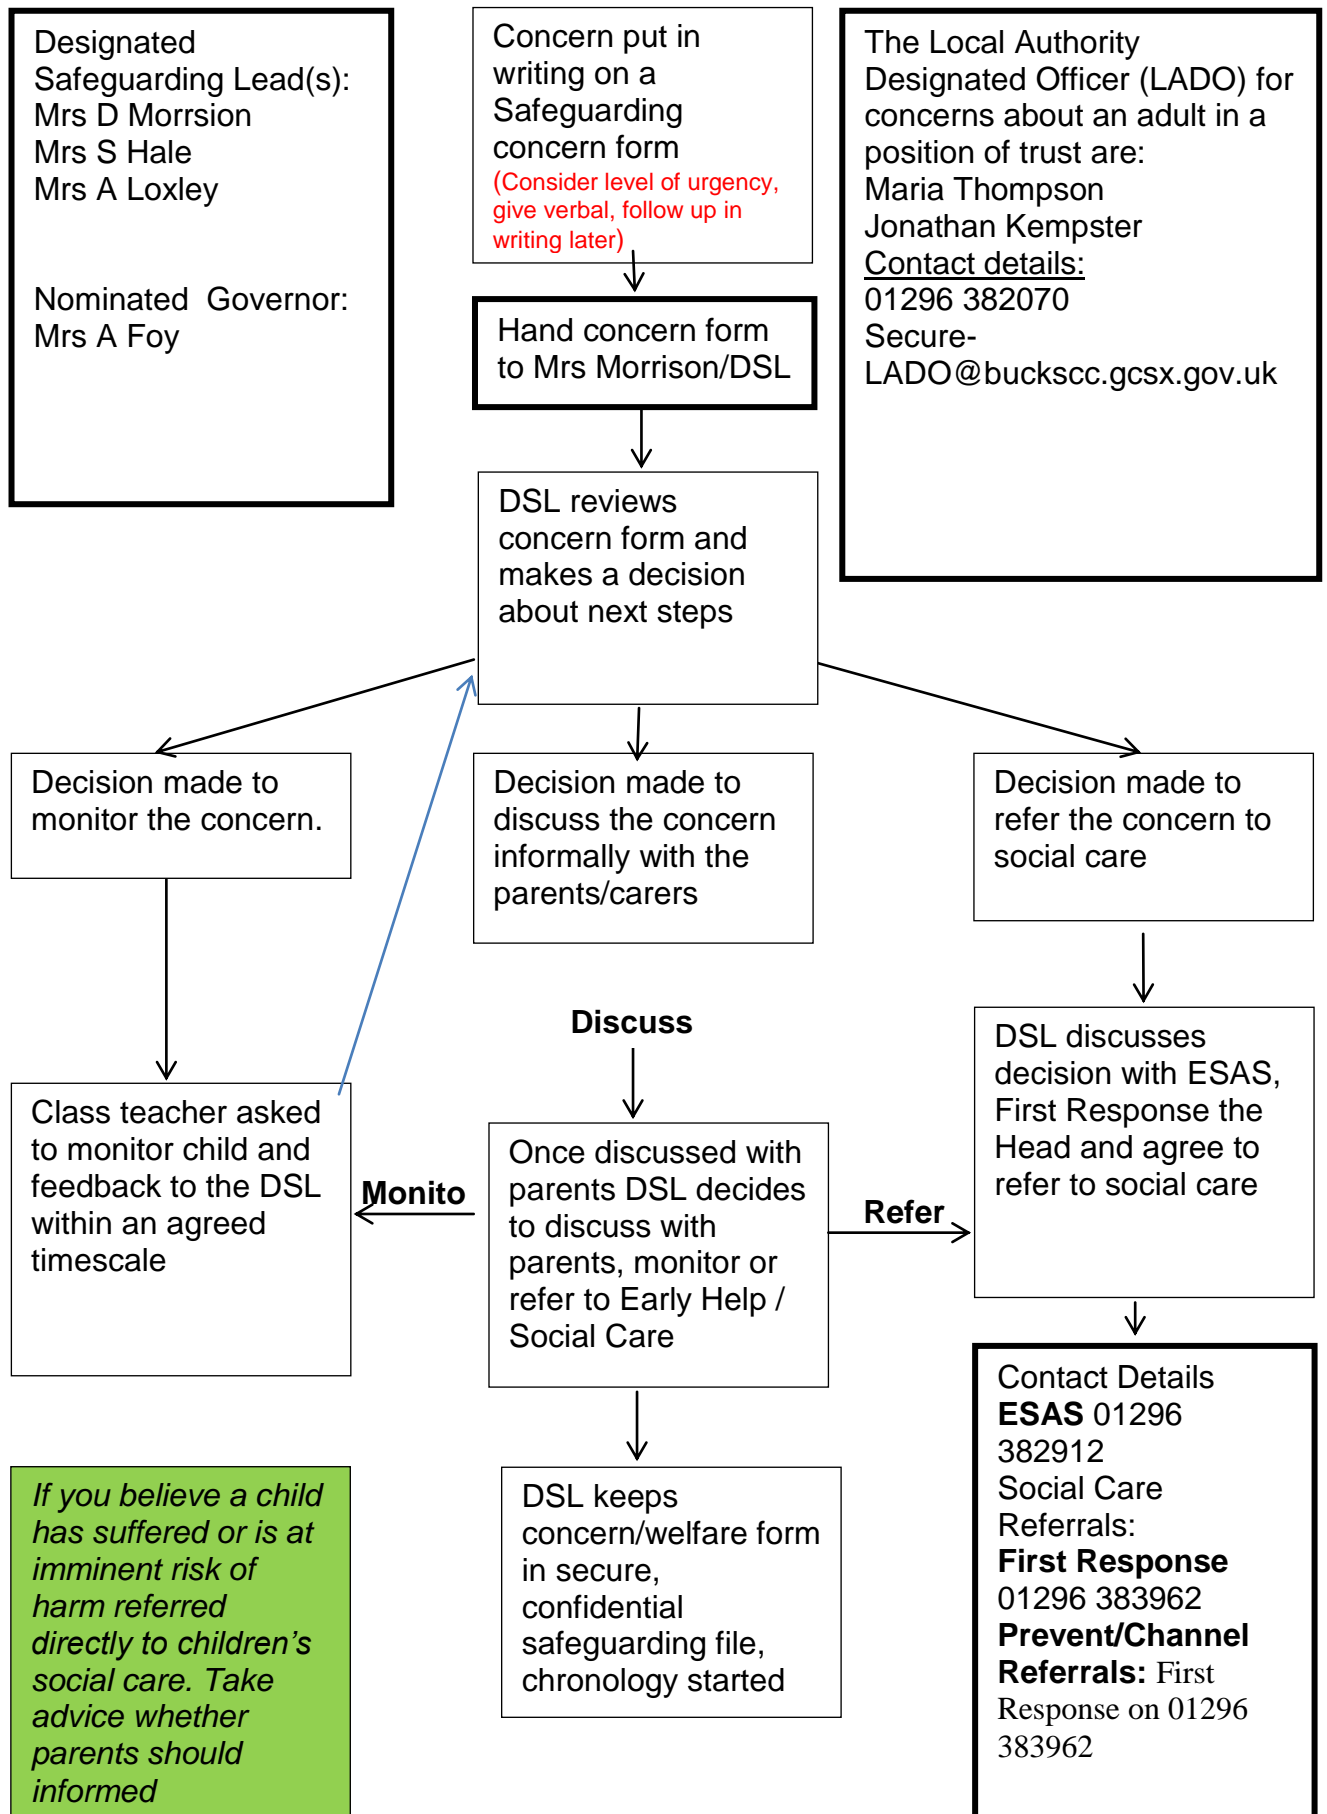 Designated
Safeguarding Lead(s):
Mrs D Morrsion
Mrs S Hale
Mrs A Loxley
Nominated  Governor:
Mrs A Foy
Concern put in
writing on a
Safeguarding
concern form
(Consider level of urgency,
give verbal, follow up in
writing later)
The Local Authority
Designated Officer (LADO) for
concerns about an adult in a
position of trust are:
Maria Thompson
Jonathan Kempster
Contact details:
01296 382070
Secure-
LADO@buckscc.gcsx.gov.uk
Hand concern form
to Mrs Morrison/DSL
DSL reviews
concern form and
makes a decision
about next steps
Decision made to
monitor the concern.
Decision made to
discuss the concern
informally with the
parents/carers
Decision made to
refer the concern to
social care
Discuss
Class teacher asked
to monitor child and
feedback to the DSL
within an agreed
timescale
Monito
Once discussed with
parents DSL decides
to discuss with
parents, monitor or
refer to Early Help /
Social Care
Refer
DSL discusses
decision with ESAS,
First Response the
Head and agree to
refer to social care
If you believe a child
has suffered or is at
imminent risk of
harm referred
directly to children’s
social care. Take
advice whether
parents should
informed
DSL keeps
concern/welfare form
in secure,
confidential
safeguarding file,
chronology started
Contact Details
ESAS 01296
382912
Social Care
Referrals:
First Response
01296 383962
Prevent/Channel
Referrals: First
Response on 01296
383962